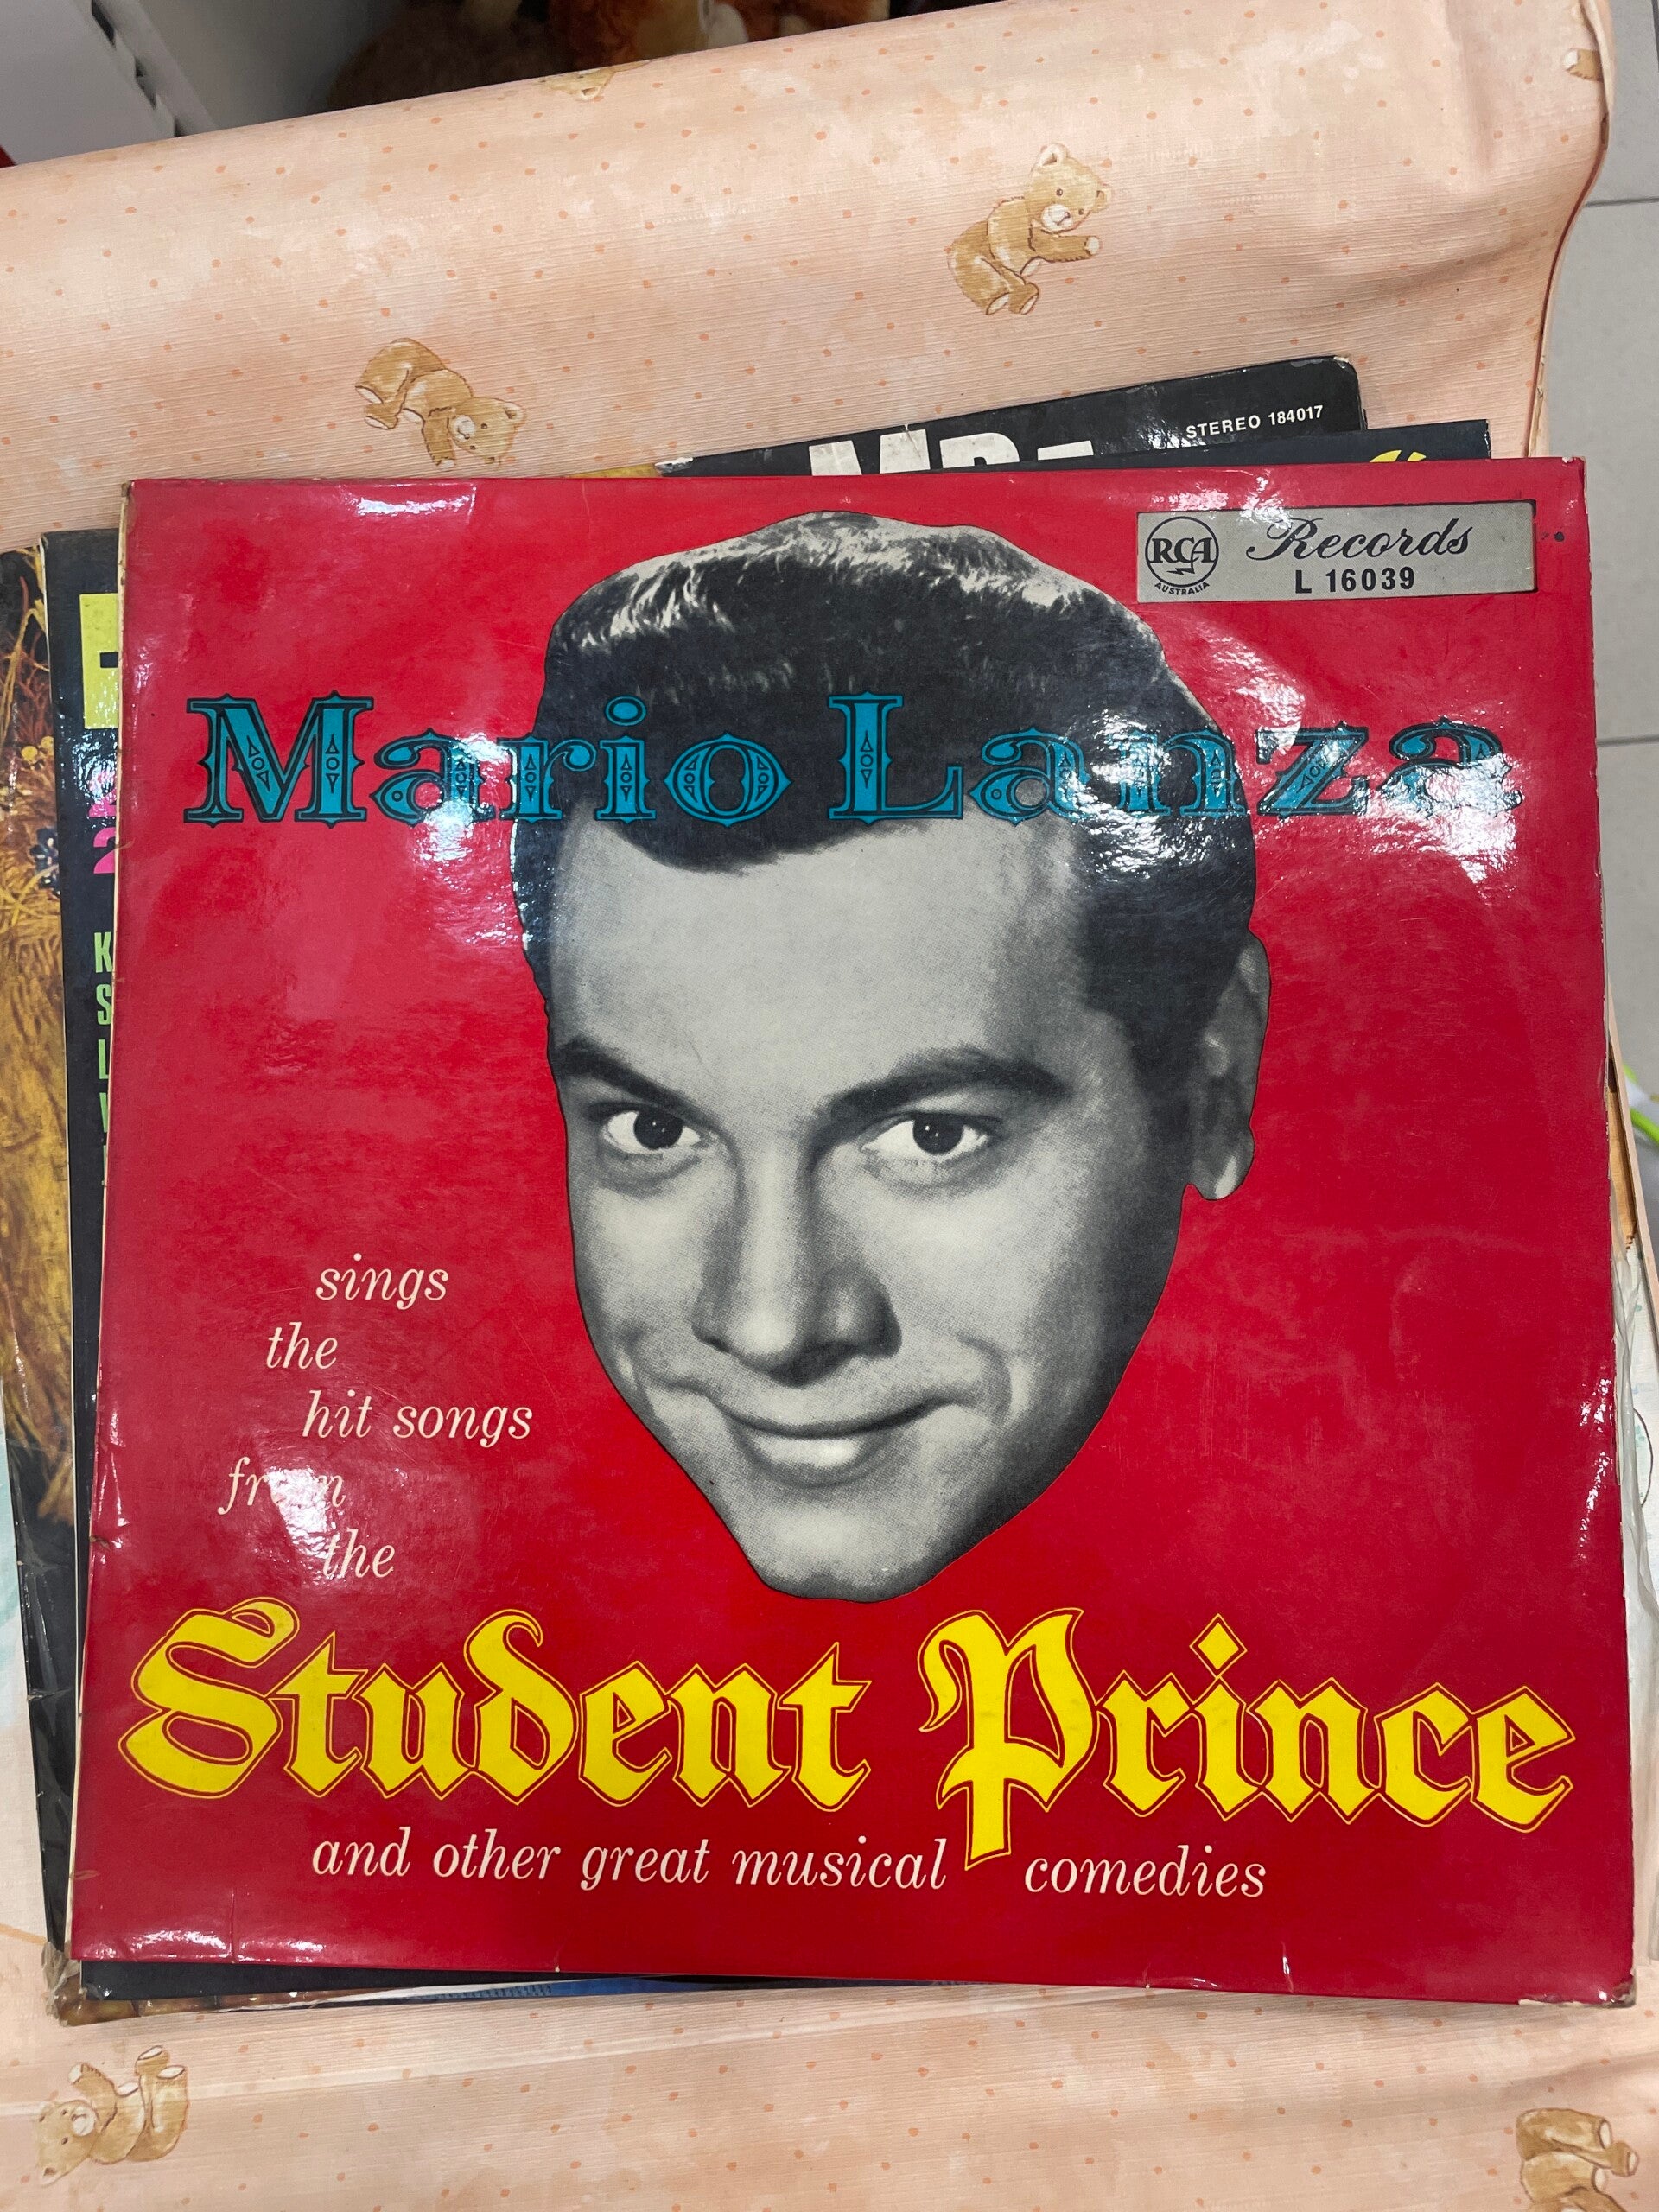 STEREO 184017
RCA
AUSTRALIA
Records
L 16039
Mario Lanza
2
K
S
L
sings
the
hit songs
from
the
Student Prince
and other great musical comedies